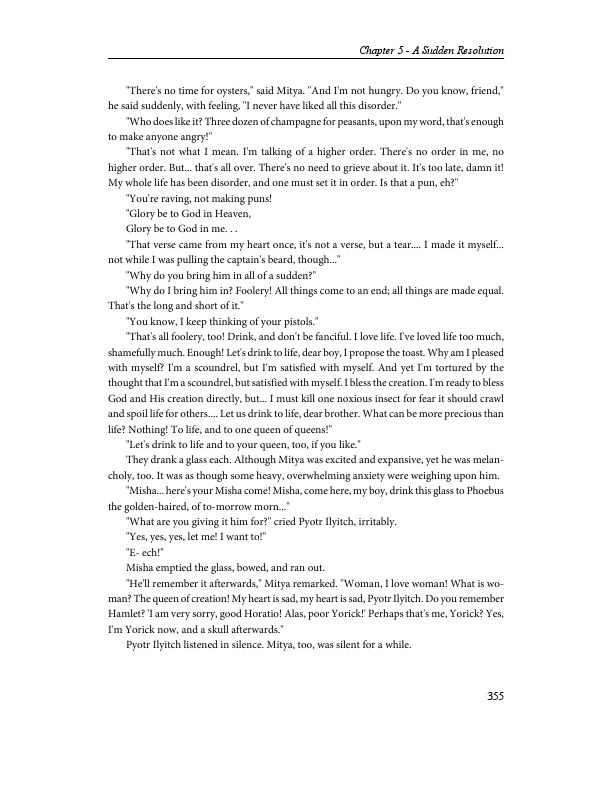 Chapter 5 - A Sudden Resolution
"There's no time for oysters," said Mitya. "And I'm not hungry. Do you know, friend,"
he said suddenly, with feeling, "I never have liked all this disorder."
"Who does like it? Three dozen of champagne for peasants, upon my word, that's enough
to make anyone angry!"
"That's not what I mean. I'm talking of a higher order. There's no order in me, no
higher order. But... that's all over. There's no need to grieve about it. It's too late, damn it!
My whole life has been disorder, and one must set it in order. Is that a pun, eh?"
"You're raving, not making puns!
"Glory be to God in Heaven,
Glory be to God in me. . .
"That verse came from my heart once, it's not a verse, but a tear.... I made it myself...
not while I was pulling the captain's beard, though..."
"Why do you bring him in all of a sudden?"
"Why do I bring him in? Foolery! All things come to an end; all things are made equal.
That's the long and short of it."
"You know, I keep thinking of your pistols."
"That's all foolery, too! Drink, and don't be fanciful. I love life. I've loved life too much,
shamefully much. Enough! Let's drink to life, dear boy, I propose the toast. Why am I pleased
with myself? I'm a scoundrel, but I'm satisfied with myself. And yet I'm tortured by the
thought that I'm a scoundrel, but satisfied with myself. I bless the creation. I'm ready to bless
God and His creation directly, but... I must kill one noxious insect for fear it should crawl
and spoil life for others.... Let us drink to life, dear brother. What can be more precious than
life? Nothing! To life, and to one queen of queens!"
"Let's drink to life and to your queen, too, if you like."
They drank a glass each. Although Mitya was excited and expansive, yet he was melan-
choly, too. It was as though some heavy, overwhelming anxiety were weighing upon him.
"Misha... here's your Misha come! Misha, come here, my boy, drink this glass to Phoebus
the golden-haired, of to-morrow morn..."
"What are you giving it him for?" cried Pyotr Ilyitch, irritably.
"Yes, yes, yes, let me! I want to!"
"E- ech!"
Misha emptied the glass, bowed, and ran out.
"He'll remember it afterwards," Mitya remarked. "Woman, I love woman! What is wo-
man? The queen of creation! My heart is sad, my heart is sad, Pyotr Ilyitch. Do you remember
Hamlet? 'I am very sorry, good Horatio! Alas, poor Yorick!' Perhaps that's me, Yorick? Yes,
I'm Yorick now, and a skull afterwards."
Pyotr Ilyitch listened in silence. Mitya, too, was silent for a while.
355